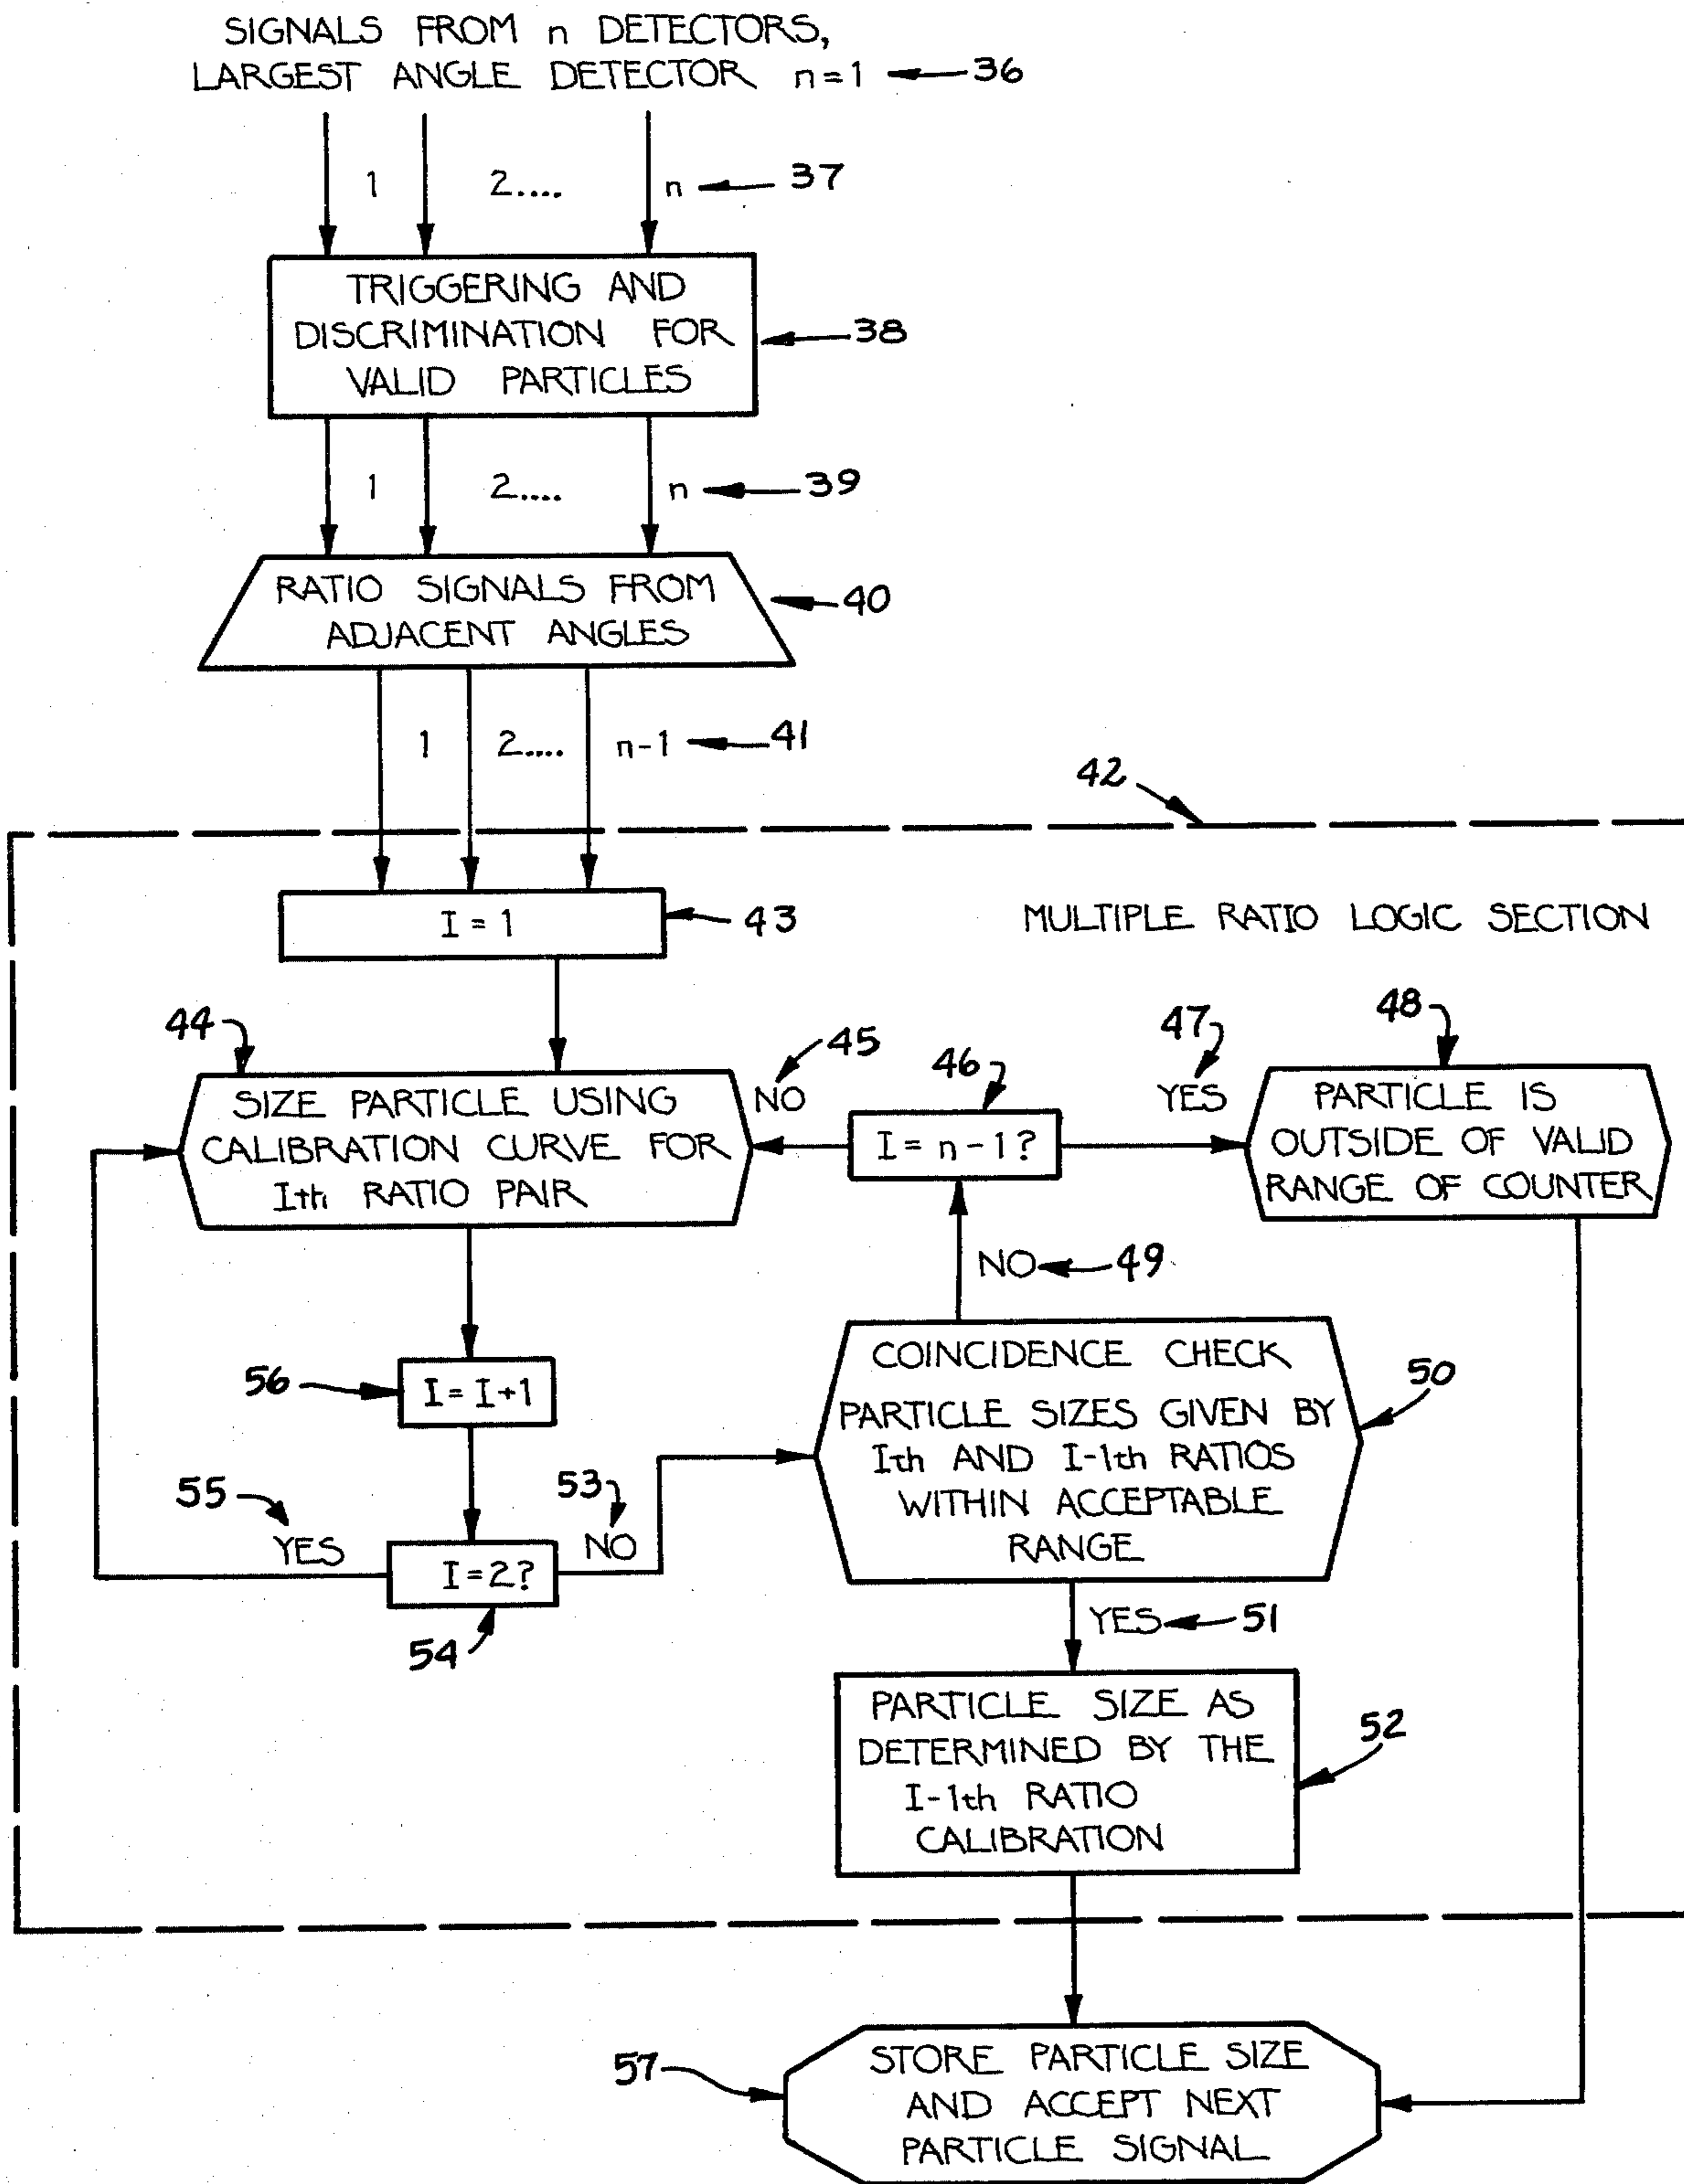 SIGNALS FROM n DETECTORS,
LARGEST ANGLE DETECTOR n=1
36
1 2.... n
37
TRIGGERING AND
DISCRIMINATION FOR
VALID PARTICLES
38
1 2.... n
39
RATIO SIGNALS FROM
ADJACENT ANGLES
40
1 2.... n-1
41
42
I = 1
43
MULTIPLE RATIO LOGIC SECTION
44
SIZE PARTICLE USING
CALIBRATION CURVE FOR
Ith RATIO PAIR
45
NO
46
I = n-1?
47
YES
48
PARTICLE IS
OUTSIDE OF VALID
RANGE OF COUNTER
NO
49
56
I = I+1
COINCIDENCE CHECK
PARTICLE SIZES GIVEN BY
Ith AND I-1th RATIOS
WITHIN ACCEPTABLE
RANGE
50
55
YES
53
NO
I=2?
54
YES
51
PARTICLE SIZE AS
DETERMINED BY THE
I-1th RATIO
CALIBRATION
52
57
STORE PARTICLE SIZE
AND ACCEPT NEXT
PARTICLE SIGNAL